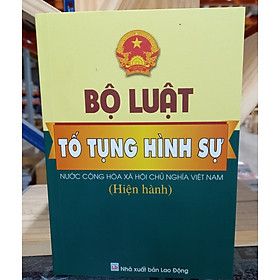 BỘ LUẬT
TỐ TỤNG HÌNH SỰ
NƯỚC CỘNG HÒA XÃ HỘI CHỦ NGHĨA VIỆT NAM
(Hiện hành)
Nhà xuất bản Lao Động